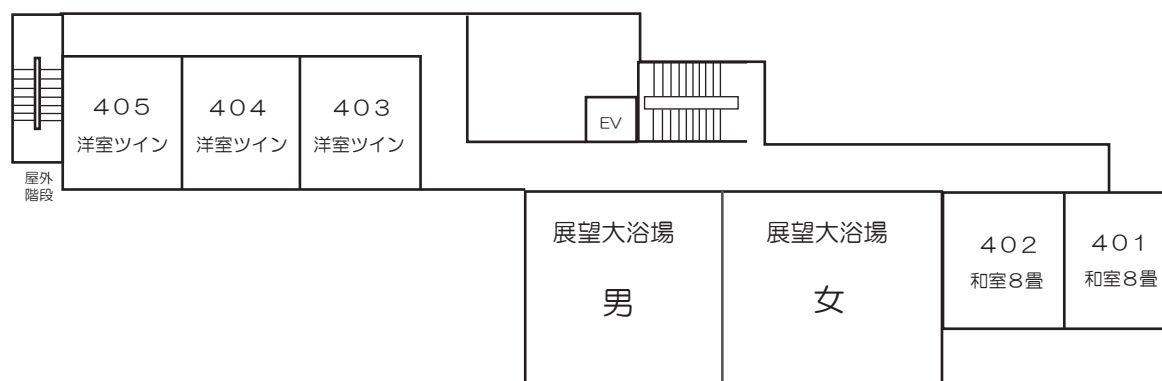 ４０５
洋室ツイン
４０４
洋室ツイン
４０３
洋室ツイン
EV
屋外
階段
展望大浴場
男
展望大浴場
女
４０２
和室８畳
４０１
和室８畳